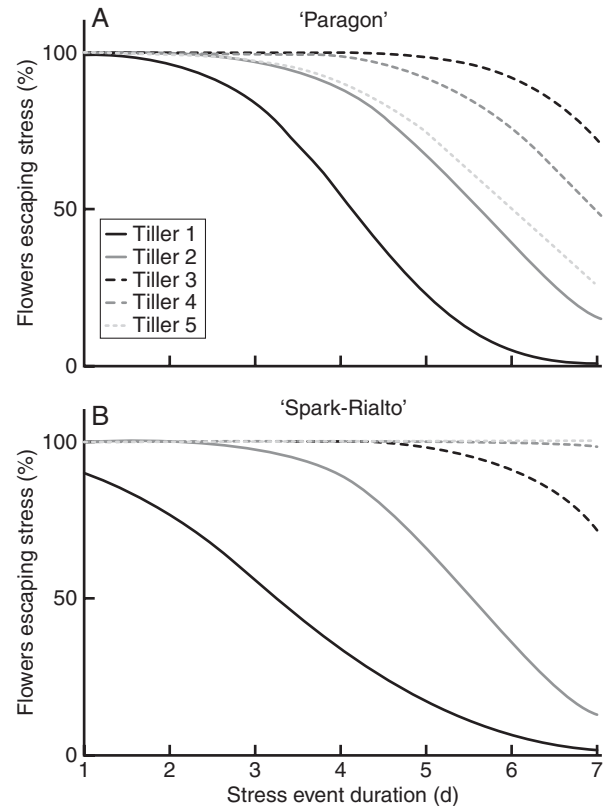 A
‘Paragon’
100
50
0
Flowers escaping stress (%)
Tiller 1
Tiller 2
Tiller 3
Tiller 4
Tiller 5
B
‘Spark-Rialto’
100
50
0
Flowers escaping stress (%)
1 2 3 4 5 6 7
Stress event duration (d)